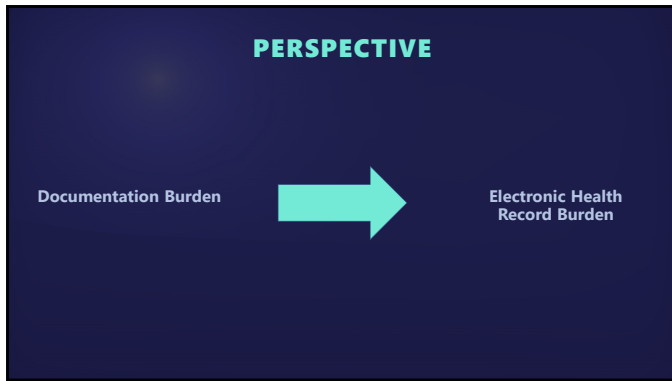 PERSPECTIVE
Documentation Burden
Electronic Health
Record Burden